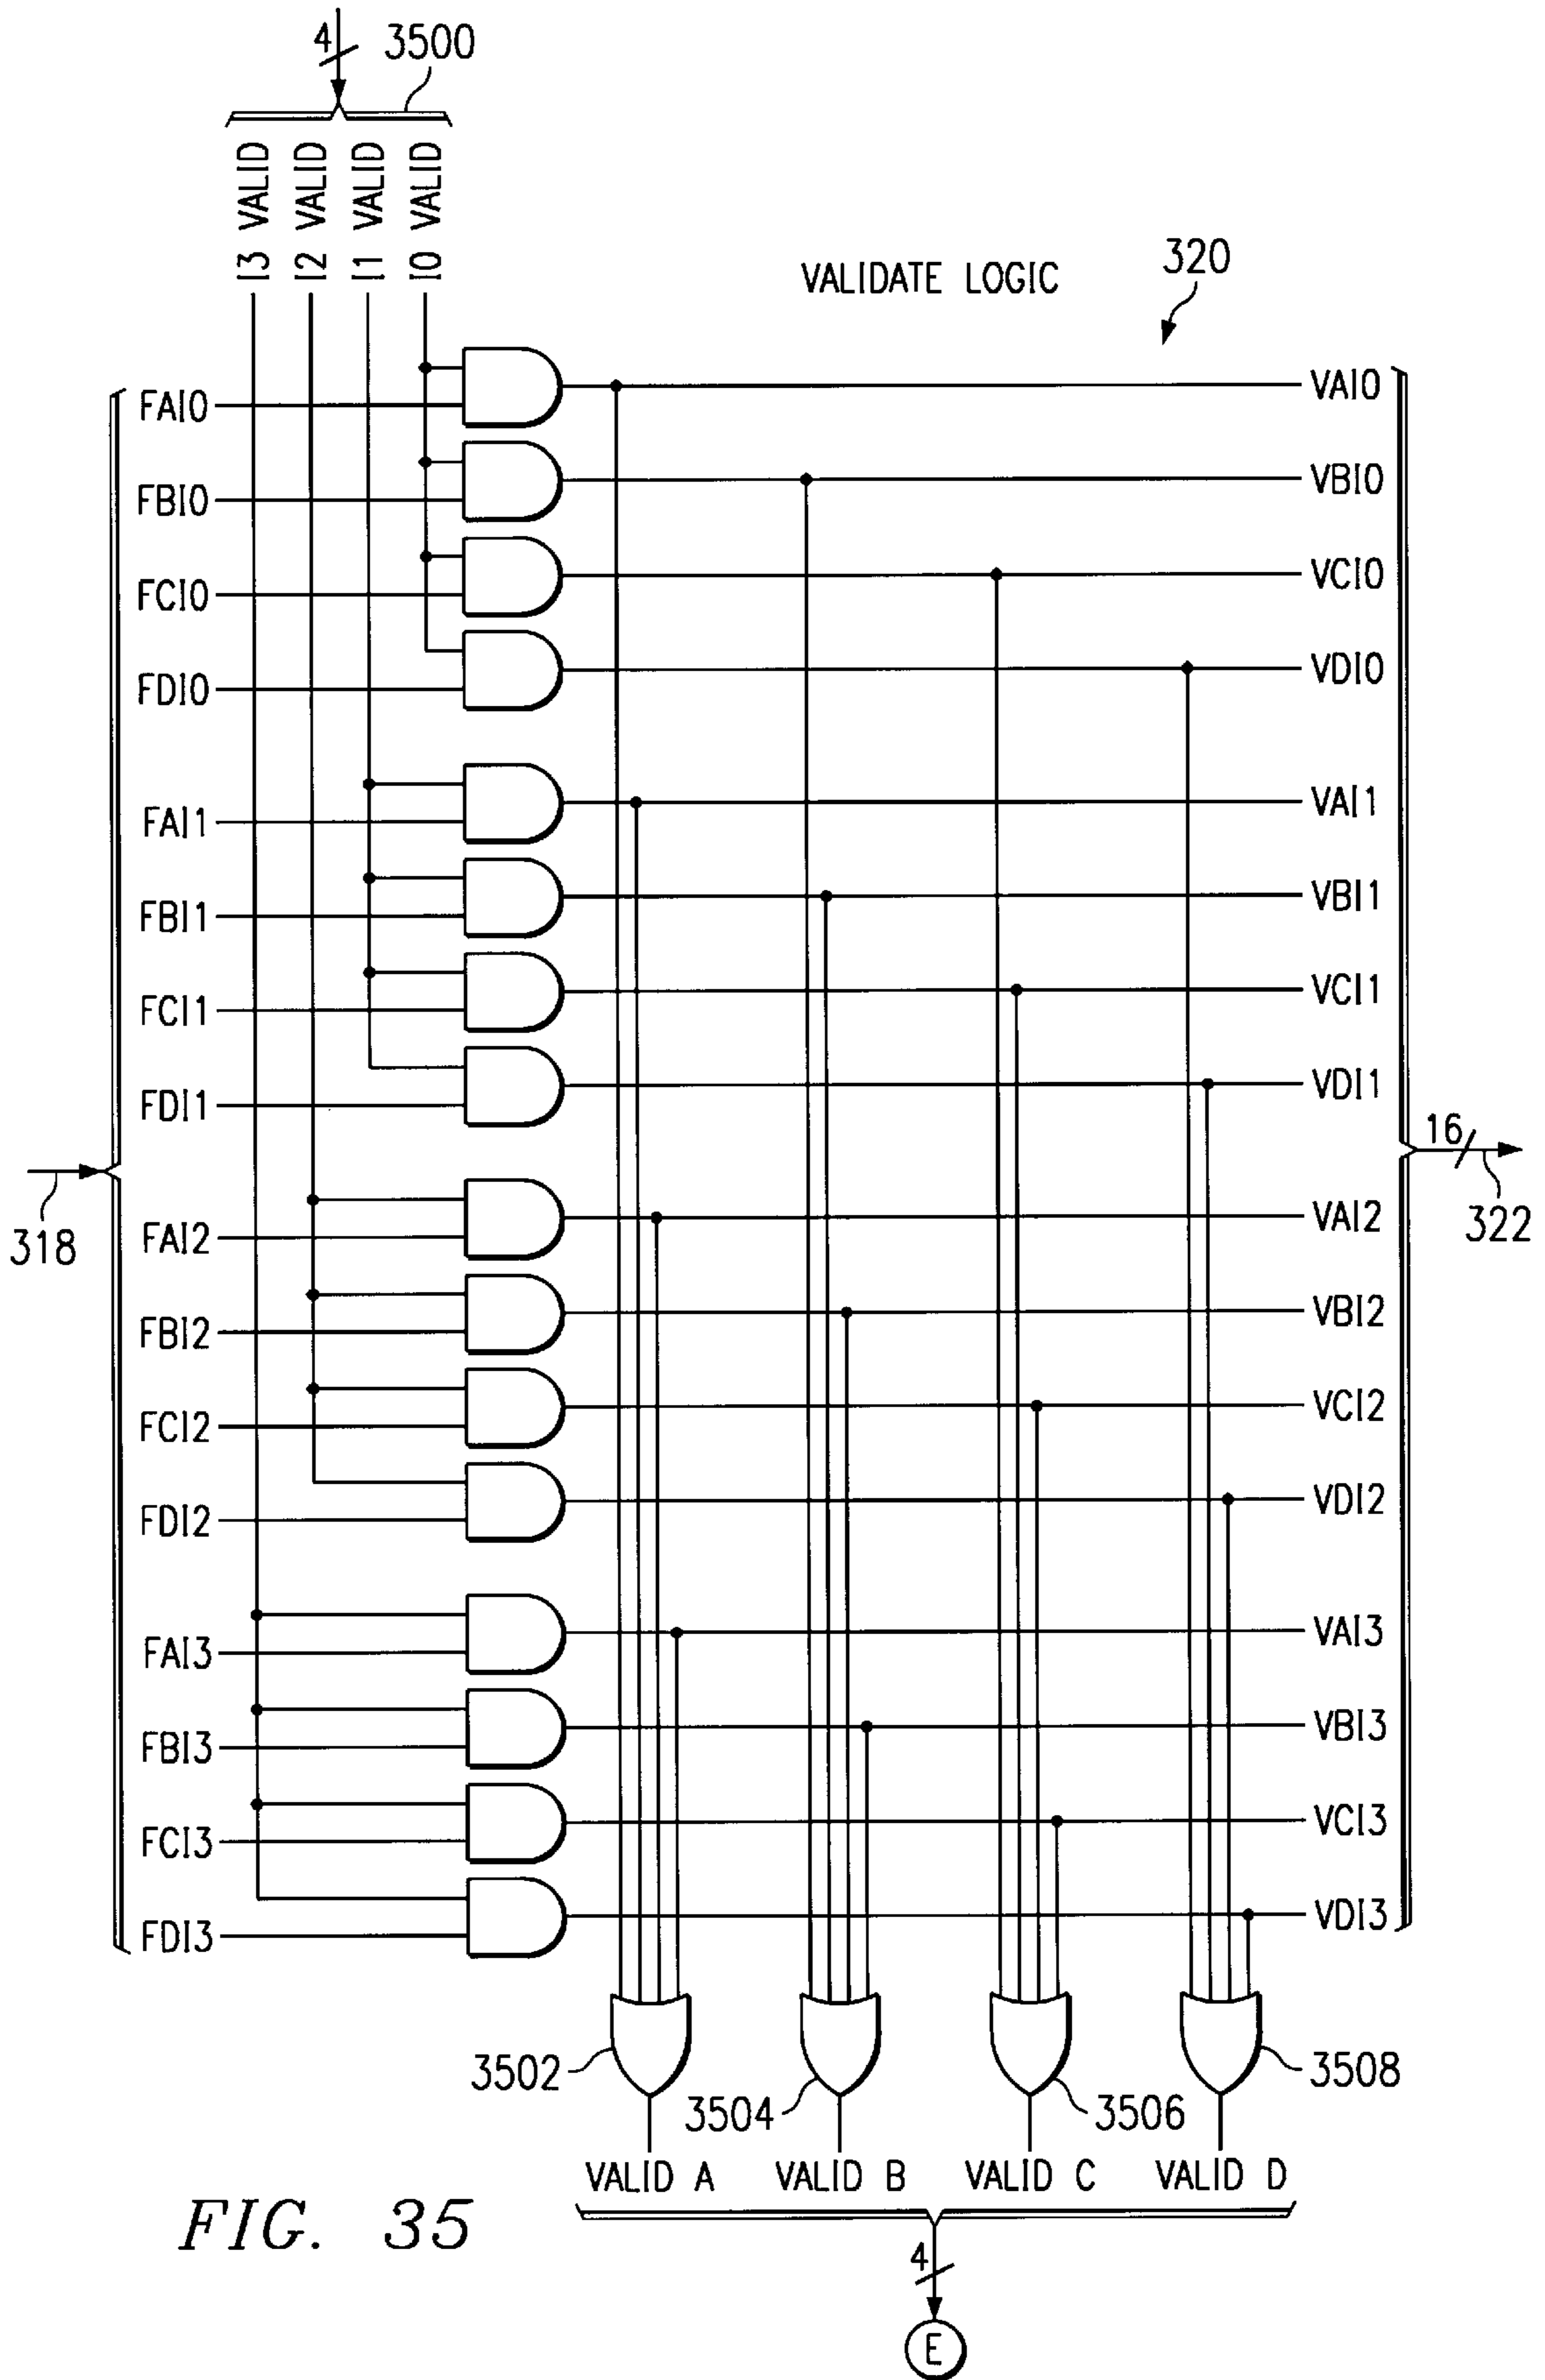 4
3500
I3 VALID
I2 VALID
I1 VALID
I0 VALID
VALIDATE LOGIC
320
FAI0
VAI0
FBI0
VBI0
FCI0
VCI0
FDI0
VDI0
FAI1
VAI1
FBI1
VBI1
FCI1
VCI1
FDI1
VDI1
318
16
322
FAI2
VAI2
FBI2
VBI2
FCI2
VCI2
FDI2
VDI2
FAI3
VAI3
FBI3
VBI3
FCI3
VCI3
FDI3
VDI3
3502
3504
3506
3508
VALID A
VALID B
VALID C
VALID D
FIG. 35
4
E